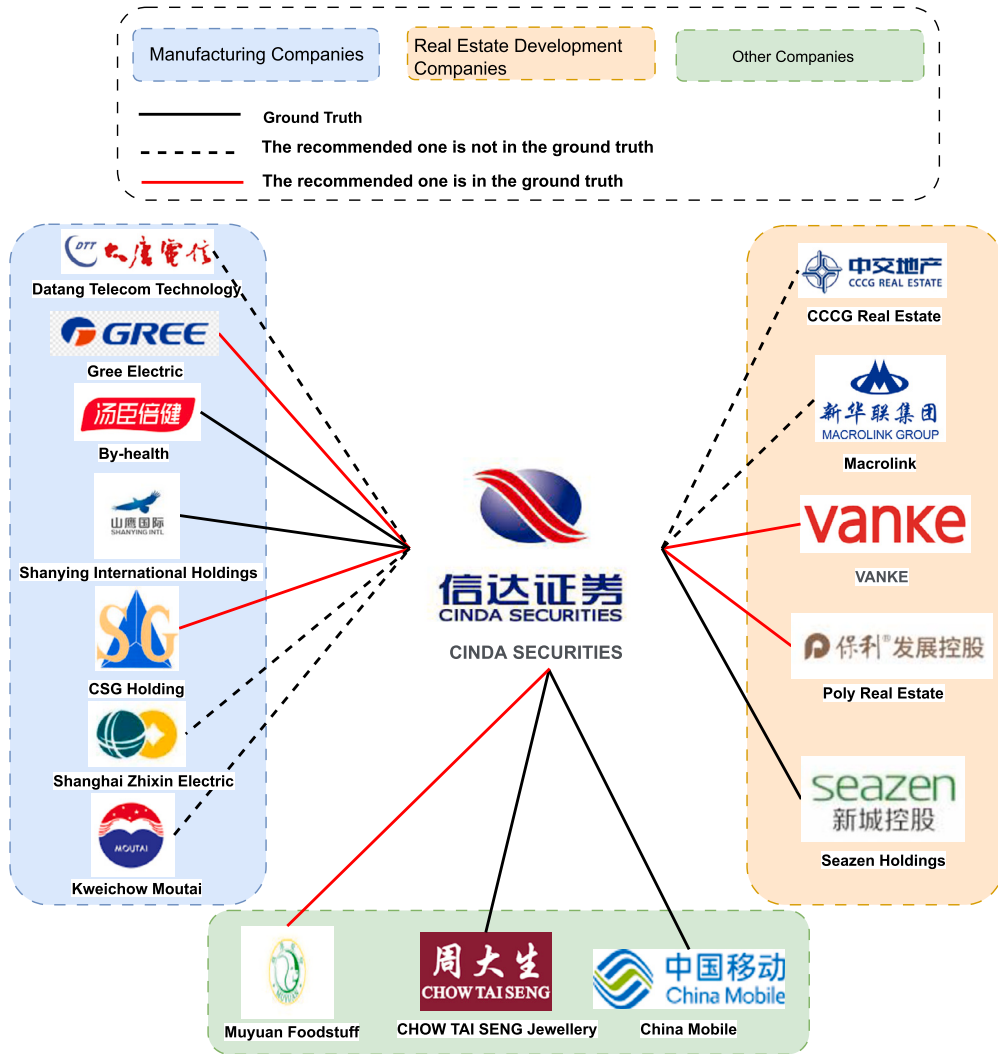 Manufacturing Companies
Real Estate Development
Companies
Other Companies
Ground Truth
The recommended one is not in the ground truth
The recommended one is in the ground truth
DTT
大唐電信
Datang Telecom Technology
GREE
Gree Electric
汤臣倍健
By-health
山鹰国际
SHANYING INTL
Shanying International Holdings
SG
CSG Holding
Shanghai Zhixin Electric
MOUTAI
Kweichow Moutai
信达证券
CINDA SECURITIES
CINDA SECURITIES
中交地产
CCCG REAL ESTATE
CCCG Real Estate
新华联集团
MACROLINK GROUP
Macrolink
vanke
VANKE
保利®发展控股
Poly Real Estate
seazen
新城控股
Seazen Holdings
MUYUAN
Muyuan Foodstuff
周大生
CHOW TAI SENG
CHOW TAI SENG Jewellery
中国移动
China Mobile
China Mobile